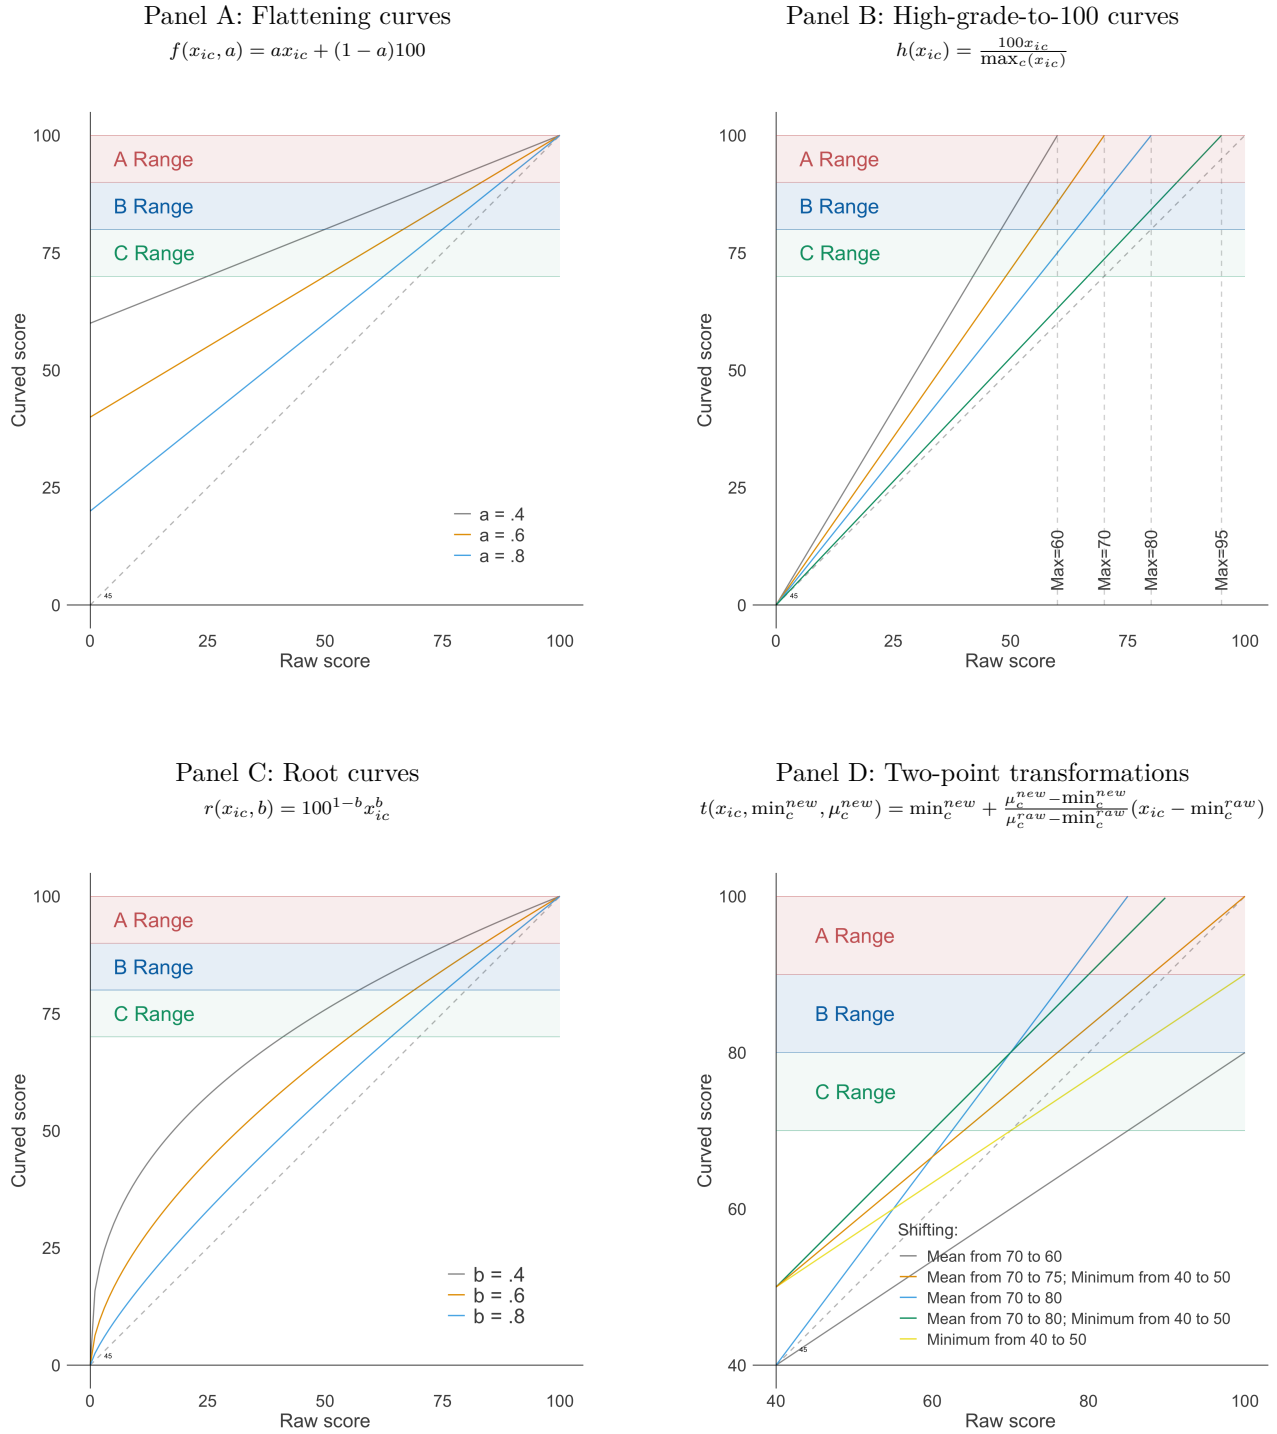 Panel A: Flattening curves
f(x_{ic}, a) = ax_{ic} + (1 − a)100
100
A Range
B Range
75
C Range
50
Curved score
25
a = .4
a = .6
a = .8
45
0
0 25 50 75 100
Raw score
Panel B: High-grade-to-100 curves
h(x_{ic}) = \frac{100x_{ic}}{\max_c(x_{ic})}
100
A Range
B Range
75
C Range
50
Curved score
25
Max=60
Max=70
Max=80
Max=95
45
0
0 25 50 75 100
Raw score
Panel C: Root curves
r(x_{ic}, b) = 100^{1−b}x_{ic}^{b}
100
A Range
B Range
75
C Range
50
Curved score
25
b = .4
b = .6
b = .8
45
0
0 25 50 75 100
Raw score
Panel D: Two-point transformations
t(x_{ic}, \min_c^{new}, μ_c^{new}) = \min_c^{new} + \frac{μ_c^{new}−\min_c^{new}}{μ_c^{raw}−\min_c^{raw}}(x_{ic} − \min_c^{raw})
100
A Range
B Range
80
C Range
Curved score
60
Shifting:
Mean from 70 to 60
Mean from 70 to 75; Minimum from 40 to 50
Mean from 70 to 80
Mean from 70 to 80; Minimum from 40 to 50
Minimum from 40 to 50
45
40
40 60 80 100
Raw score